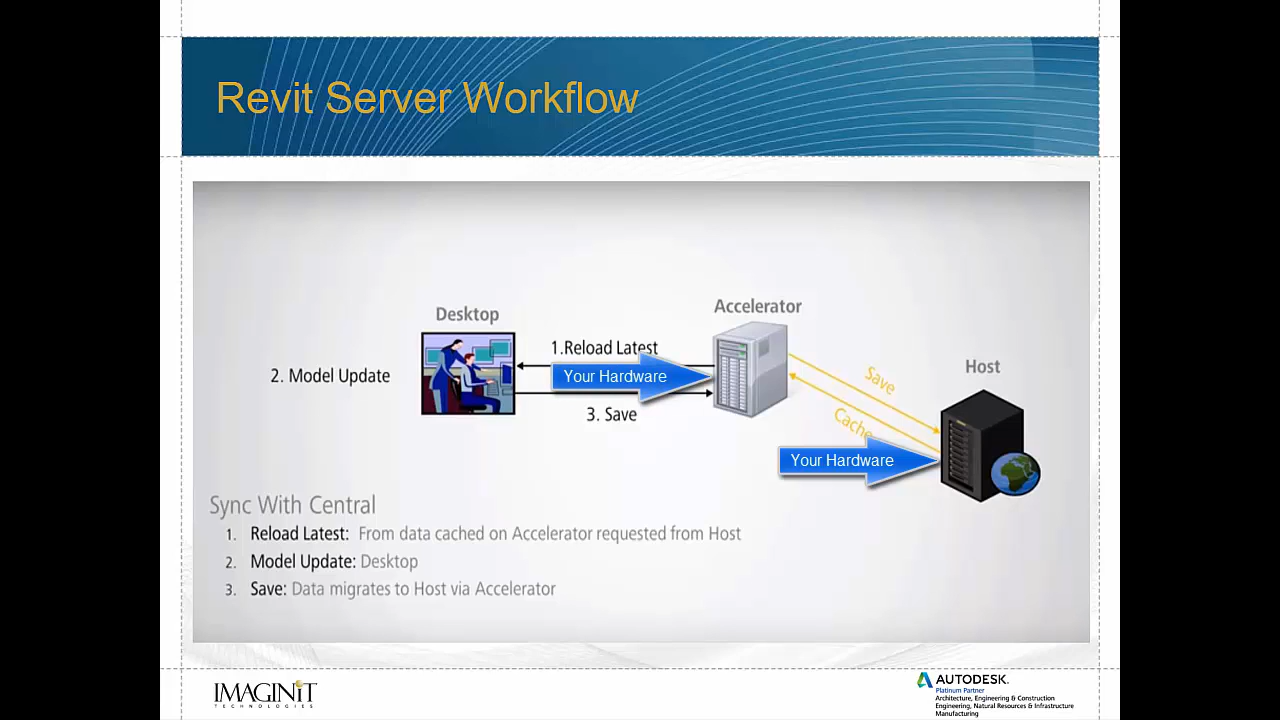 Revit Server Workflow
Desktop
Accelerator
Host
1.Reload Latest
2. Model Update
Your Hardware
3. Save
Save
Cache
Your Hardware
Sync With Central
1. Reload Latest: From data cached on Accelerator requested from Host
2. Model Update: Desktop
3. Save: Data migrates to Host via Accelerator
IMAGINiT
TECHNOLOGIES
AUTODESK.
Platinum Partner
Architecture, Engineering & Construction
Engineering, Natural Resources & Infrastructure
Manufacturing